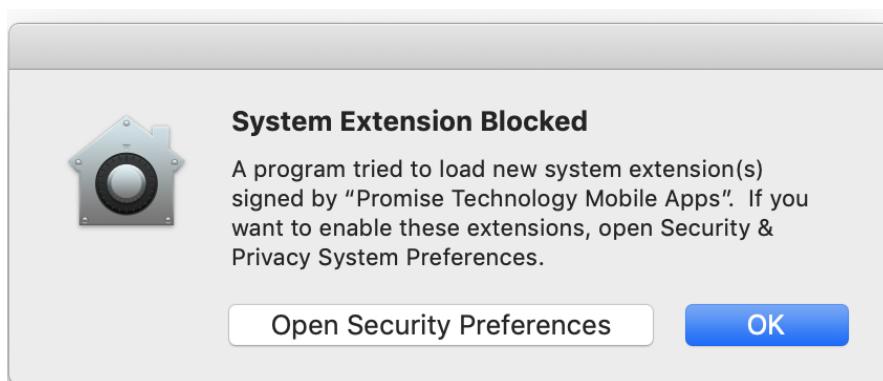 System Extension Blocked
A program tried to load new system extension(s)
signed by “Promise Technology Mobile Apps”.  If you
want to enable these extensions, open Security &
Privacy System Preferences.
Open Security Preferences
OK